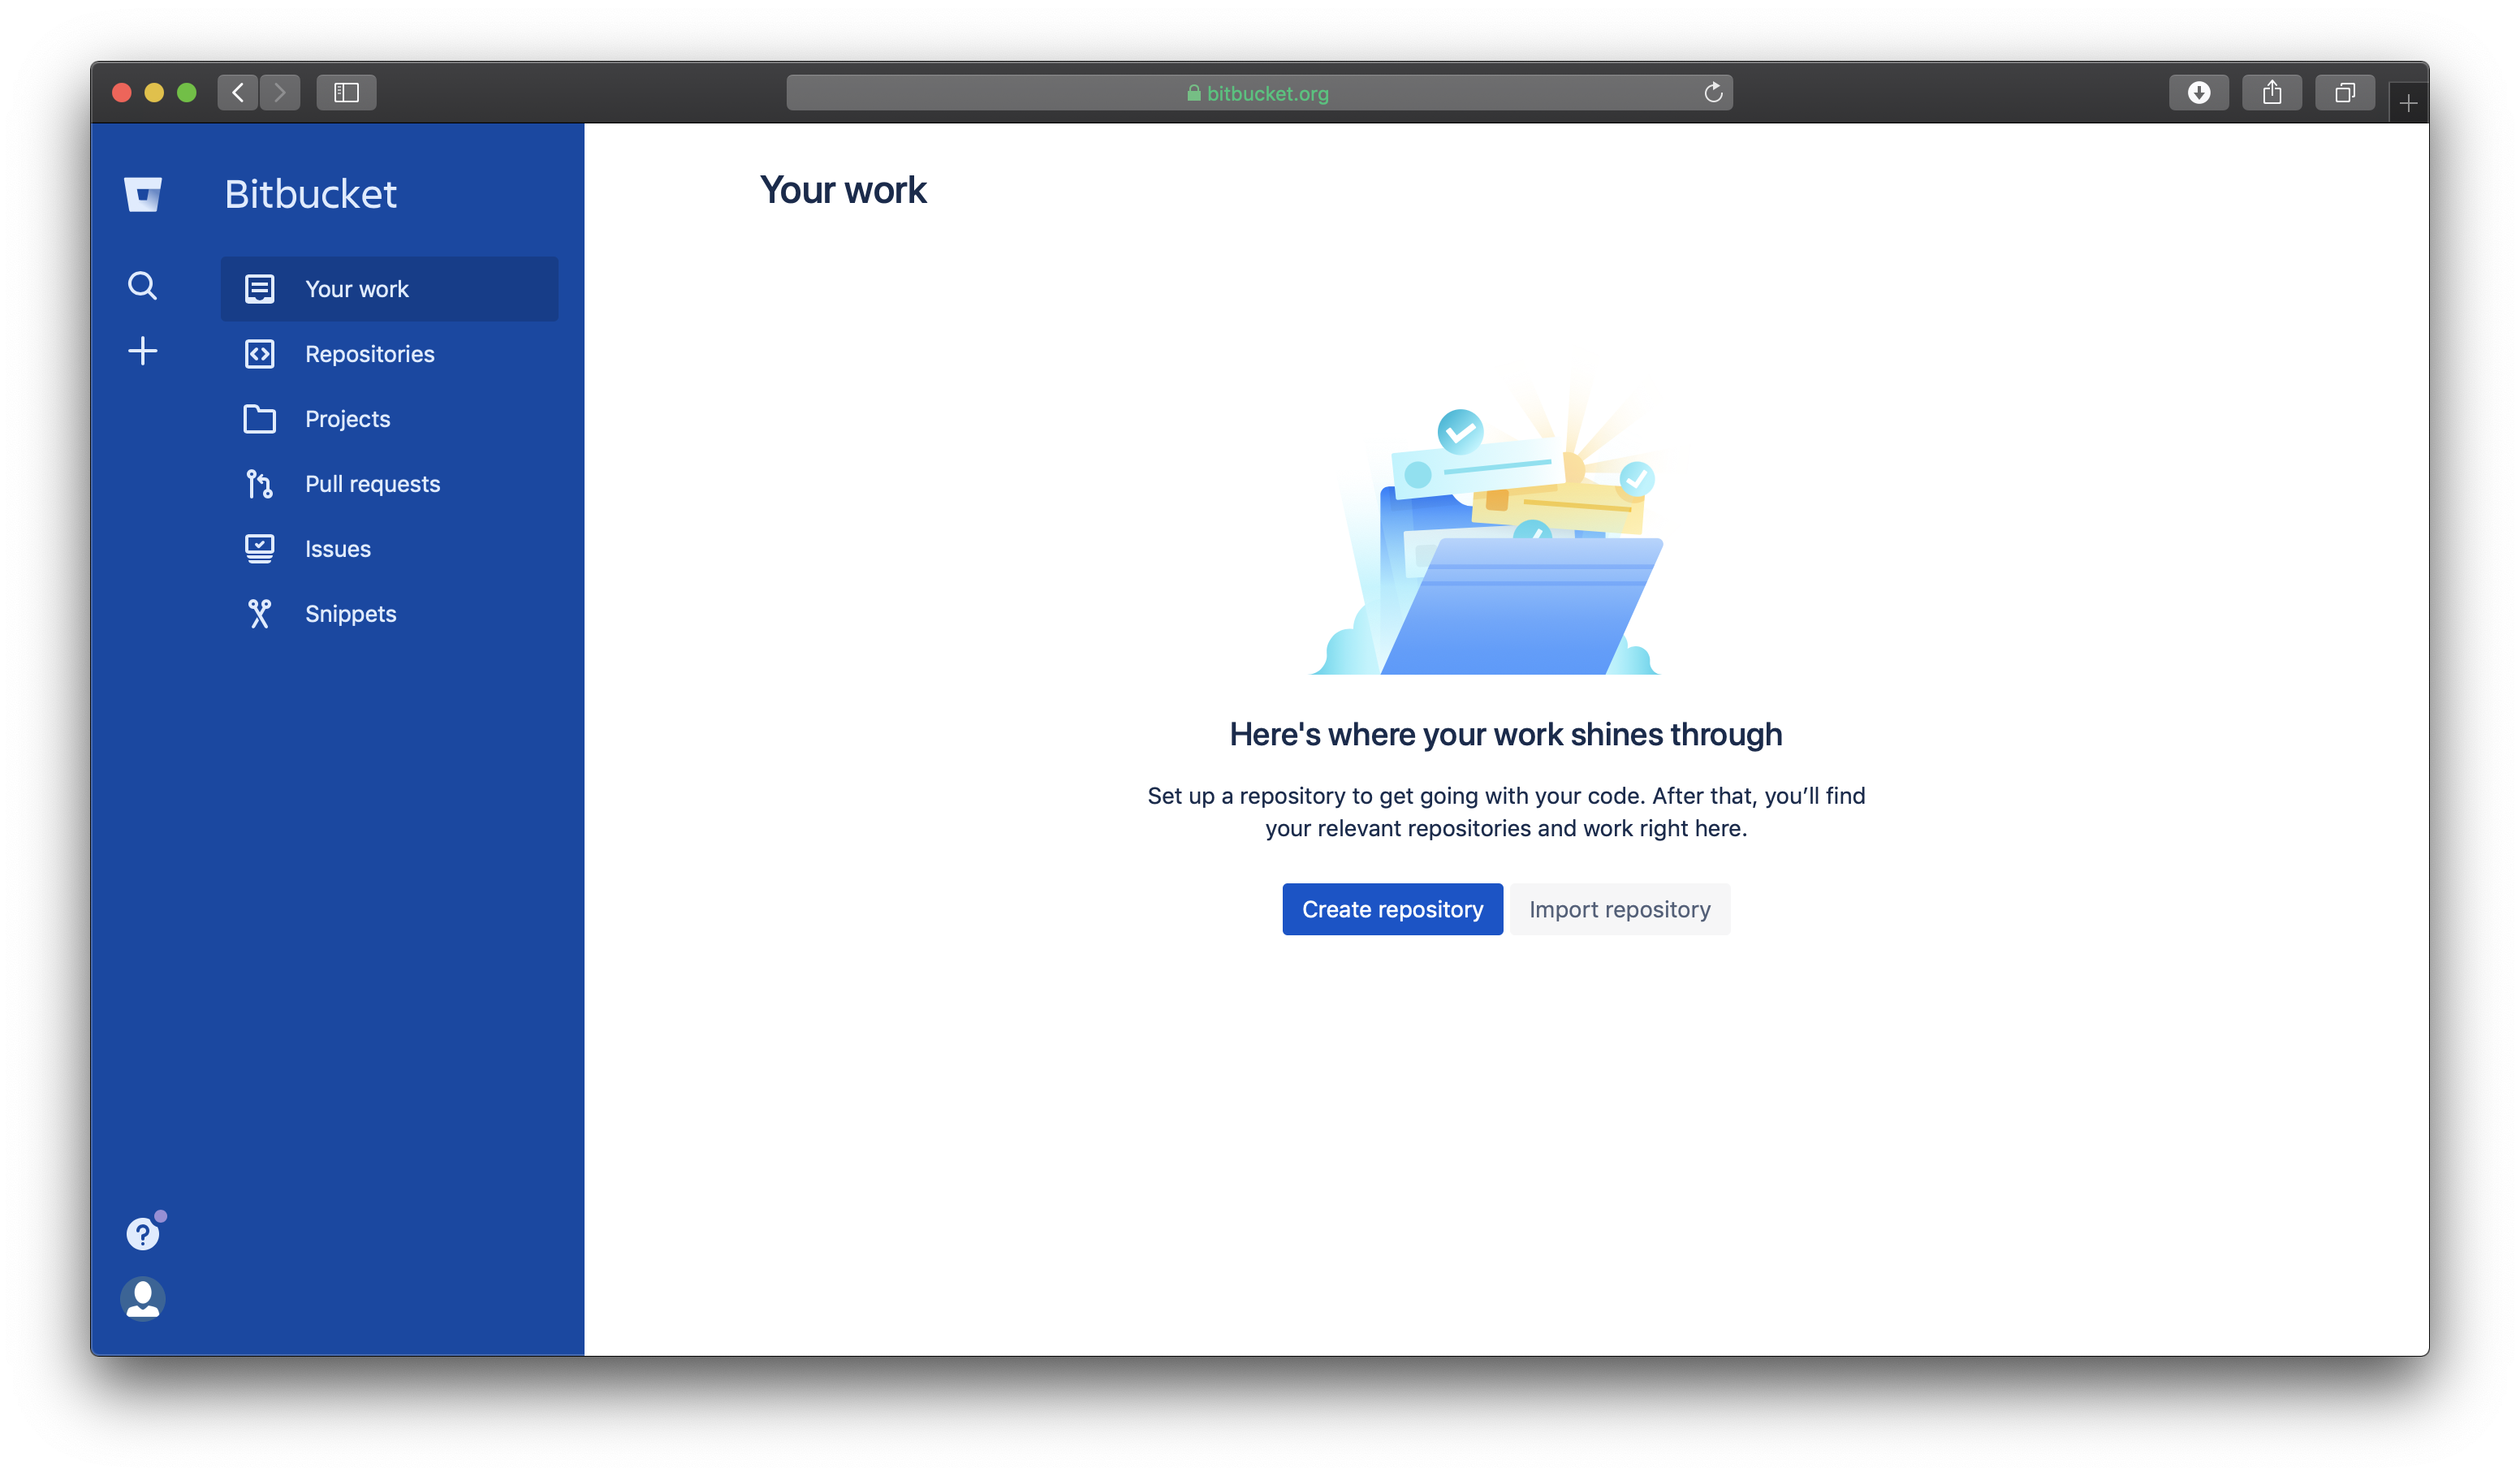 bitbucket.org
Bitbucket
Your work
Repositories
Projects
Pull requests
Issues
Snippets
Your work
Here's where your work shines through
Set up a repository to get going with your code. After that, you’ll find
your relevant repositories and work right here.
Create repository
Import repository